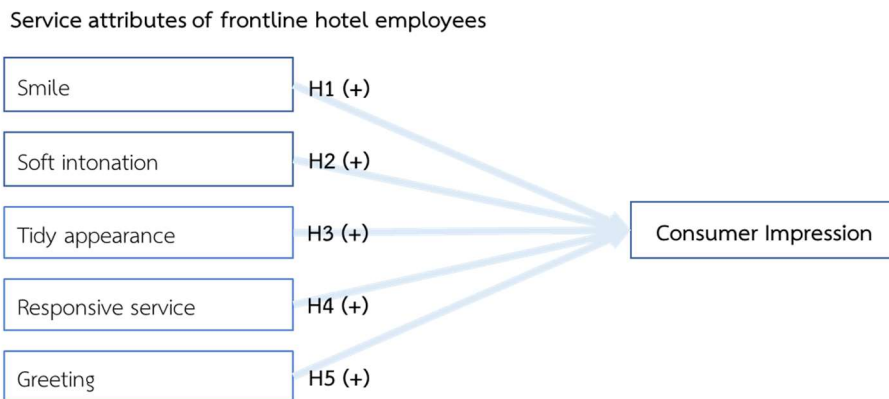 Service attributes of frontline hotel employees
Smile
H1 (+)
Soft intonation
H2 (+)
Tidy appearance
H3 (+)
Consumer Impression
Responsive service
H4 (+)
Greeting
H5 (+)